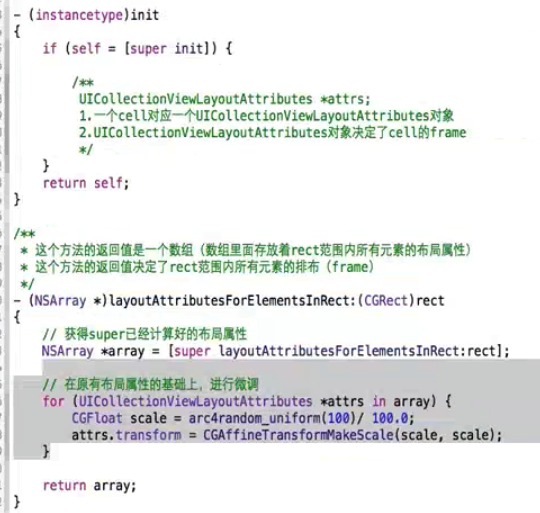 - (instancetype)init
{
if (self = [super init]) {
/**
UICollectionViewLayoutAttributes *attrs;
1.一个cell对应一个UICollectionViewLayoutAttributes对象
2.UICollectionViewLayoutAttributes对象决定了cell的frame
*/
}
return self;
}
/**
* 这个方法的返回值是一个数组（数组里面存放着rect范围内所有元素的布局属性）
* 这个方法的返回值决定了rect范围内所有元素的排布（frame）
*/
- (NSArray *)layoutAttributesForElementsInRect:(CGRect)rect
{
// 获得super已经计算好的布局属性
NSArray *array = [super layoutAttributesForElementsInRect:rect];
// 在原有布局属性的基础上，进行微调
for (UICollectionViewLayoutAttributes *attrs in array) {
CGFloat scale = arc4random_uniform(100)/ 100.0;
attrs.transform = CGAffineTransformMakeScale(scale, scale);
}
return array;
}